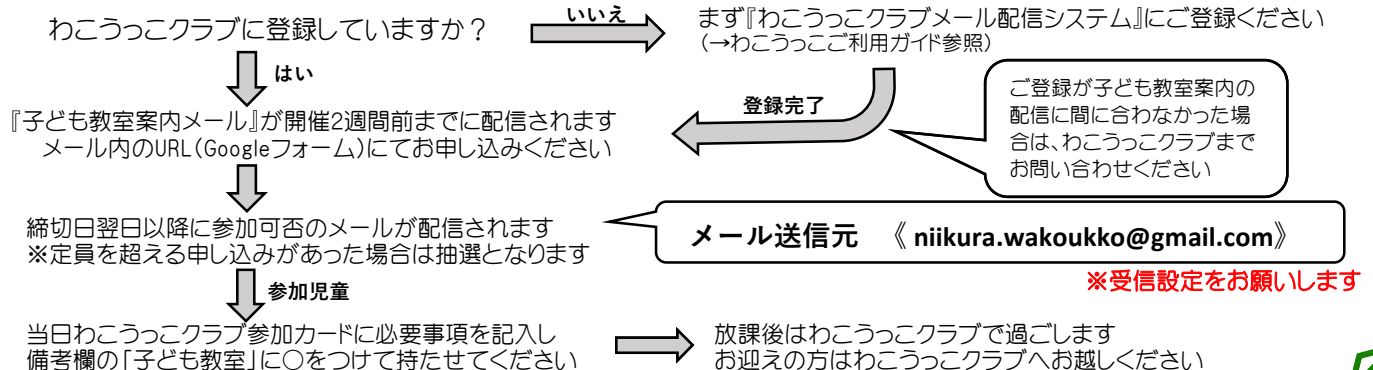 わこうっこクラブに登録していますか？
いいえ
まず『わこうっこクラブメール配信システム』にご登録ください
（→わこうっこご利用ガイド参照）
はい
登録完了
ご登録が子ども教室案内の
配信に間に合わなかった場
合は、わこうっこクラブまで
お問い合わせください
『子ども教室案内メール』が開催2週間前までに配信されます
メール内のURL（Googleフォーム）にてお申し込みください
締切日翌日以降に参加可否のメールが配信されます
※定員を超える申し込みがあった場合は抽選となります
メール送信元 《 niikura.wakoukko@gmail.com》
※受信設定をお願いします
参加児童
当日わこうっこクラブ参加カードに必要事項を記入し
備考欄の「子ども教室」に○をつけて持たせてください
放課後はわこうっこクラブで過ごします
お迎えの方はわこうっこクラブへお越しください